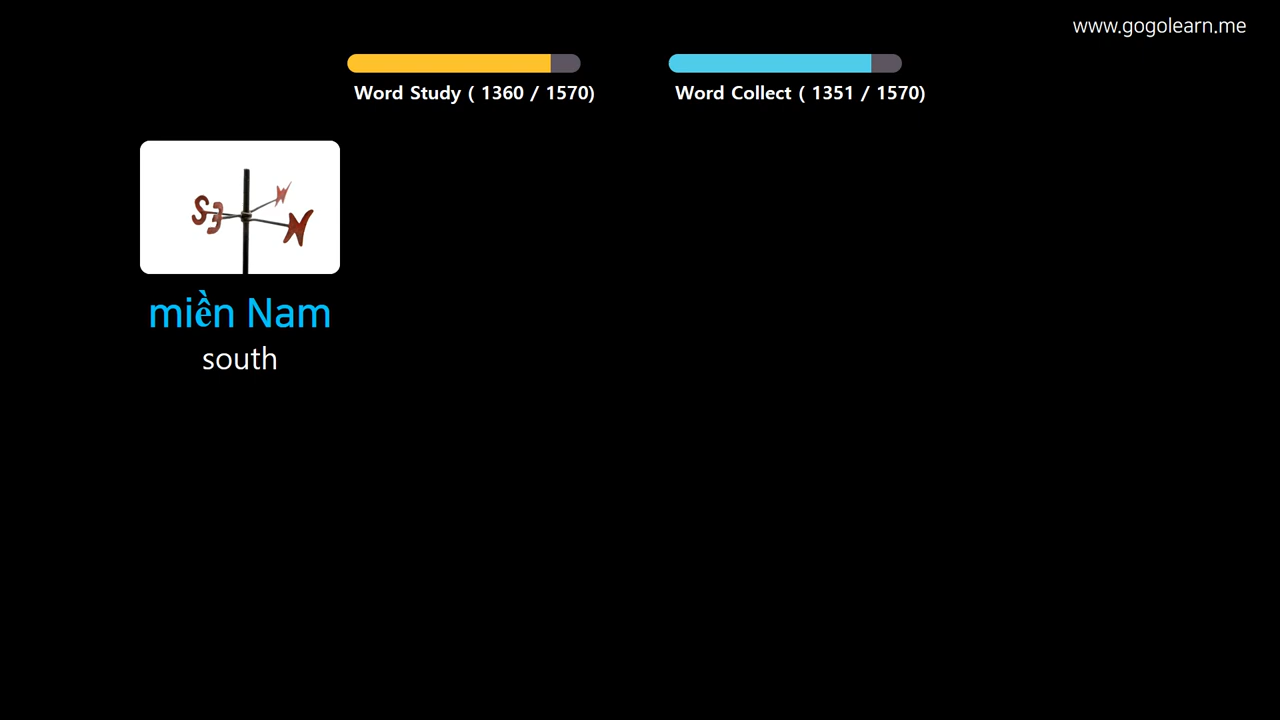 www.gogolearn.me
Word Study ( 1360 / 1570)
Word Collect ( 1351 / 1570)
S E N N
miền Nam
south